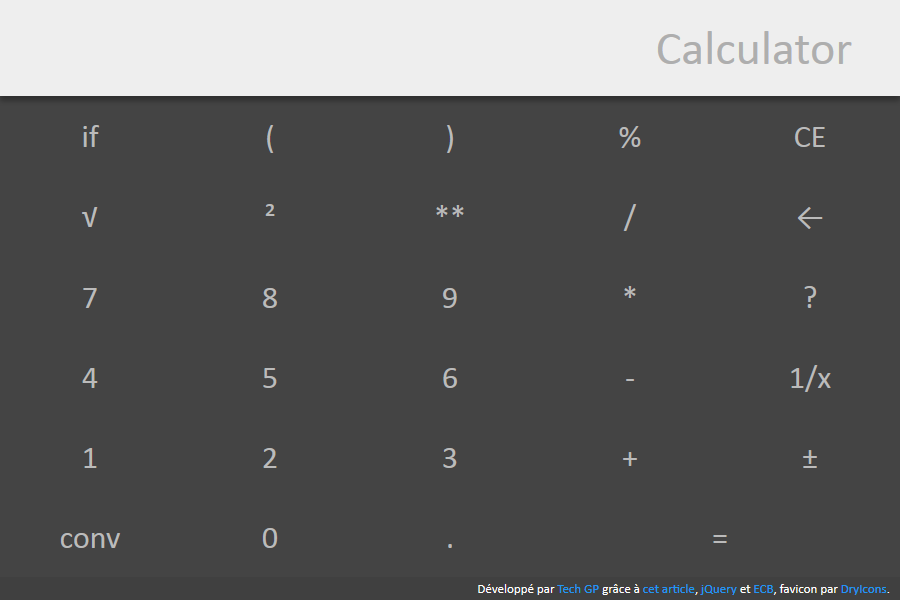 Calculator
if ( ) % CE
√ ² ** / ←
7 8 9 * ?
4 5 6 - 1/x
1 2 3 + ±
conv 0 . =
Développé par Tech GP grâce à cet article, jQuery et ECB, favicon par DryIcons.